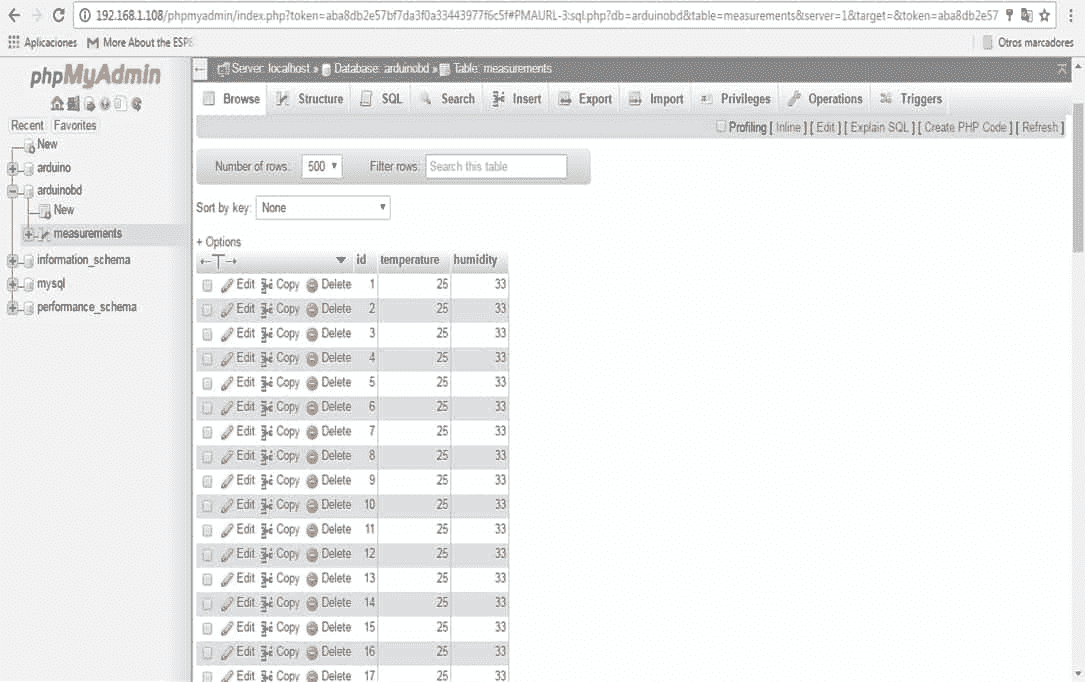 192.168.1.108/phpmyadmin/index.php?token=aba8db2e57bf7da3f0a33443977f6c5f#PMAURL-3:sql.php?db=arduinobd&table=measurements&server=1&target=&token=aba8db2e57
Aplicaciones More About the ESP8 Otros marcadores
phpMyAdmin
Recent Favorites
New
arduino
arduinobd
New
measurements
information_schema
mysql
performance_schema
Server: localhost » Database: arduinobd » Table: measurements
Browse Structure SQL Search Insert Export Import Privileges Operations Triggers
Profiling [ Inline ] [ Edit ] [ Explain SQL ] [ Create PHP Code ] [ Refresh ]
Number of rows: 500 Filter rows: Search this table
Sort by key: None
+ Options
←T→ id temperature humidity
Edit Copy Delete 1 25 33
Edit Copy Delete 2 25 33
Edit Copy Delete 3 25 33
Edit Copy Delete 4 25 33
Edit Copy Delete 5 25 33
Edit Copy Delete 6 25 33
Edit Copy Delete 7 25 33
Edit Copy Delete 8 25 33
Edit Copy Delete 9 25 33
Edit Copy Delete 10 25 33
Edit Copy Delete 11 25 33
Edit Copy Delete 12 25 33
Edit Copy Delete 13 25 33
Edit Copy Delete 14 25 33
Edit Copy Delete 15 25 33
Edit Copy Delete 16 25 33
Edit Copy Delete 17 25 33